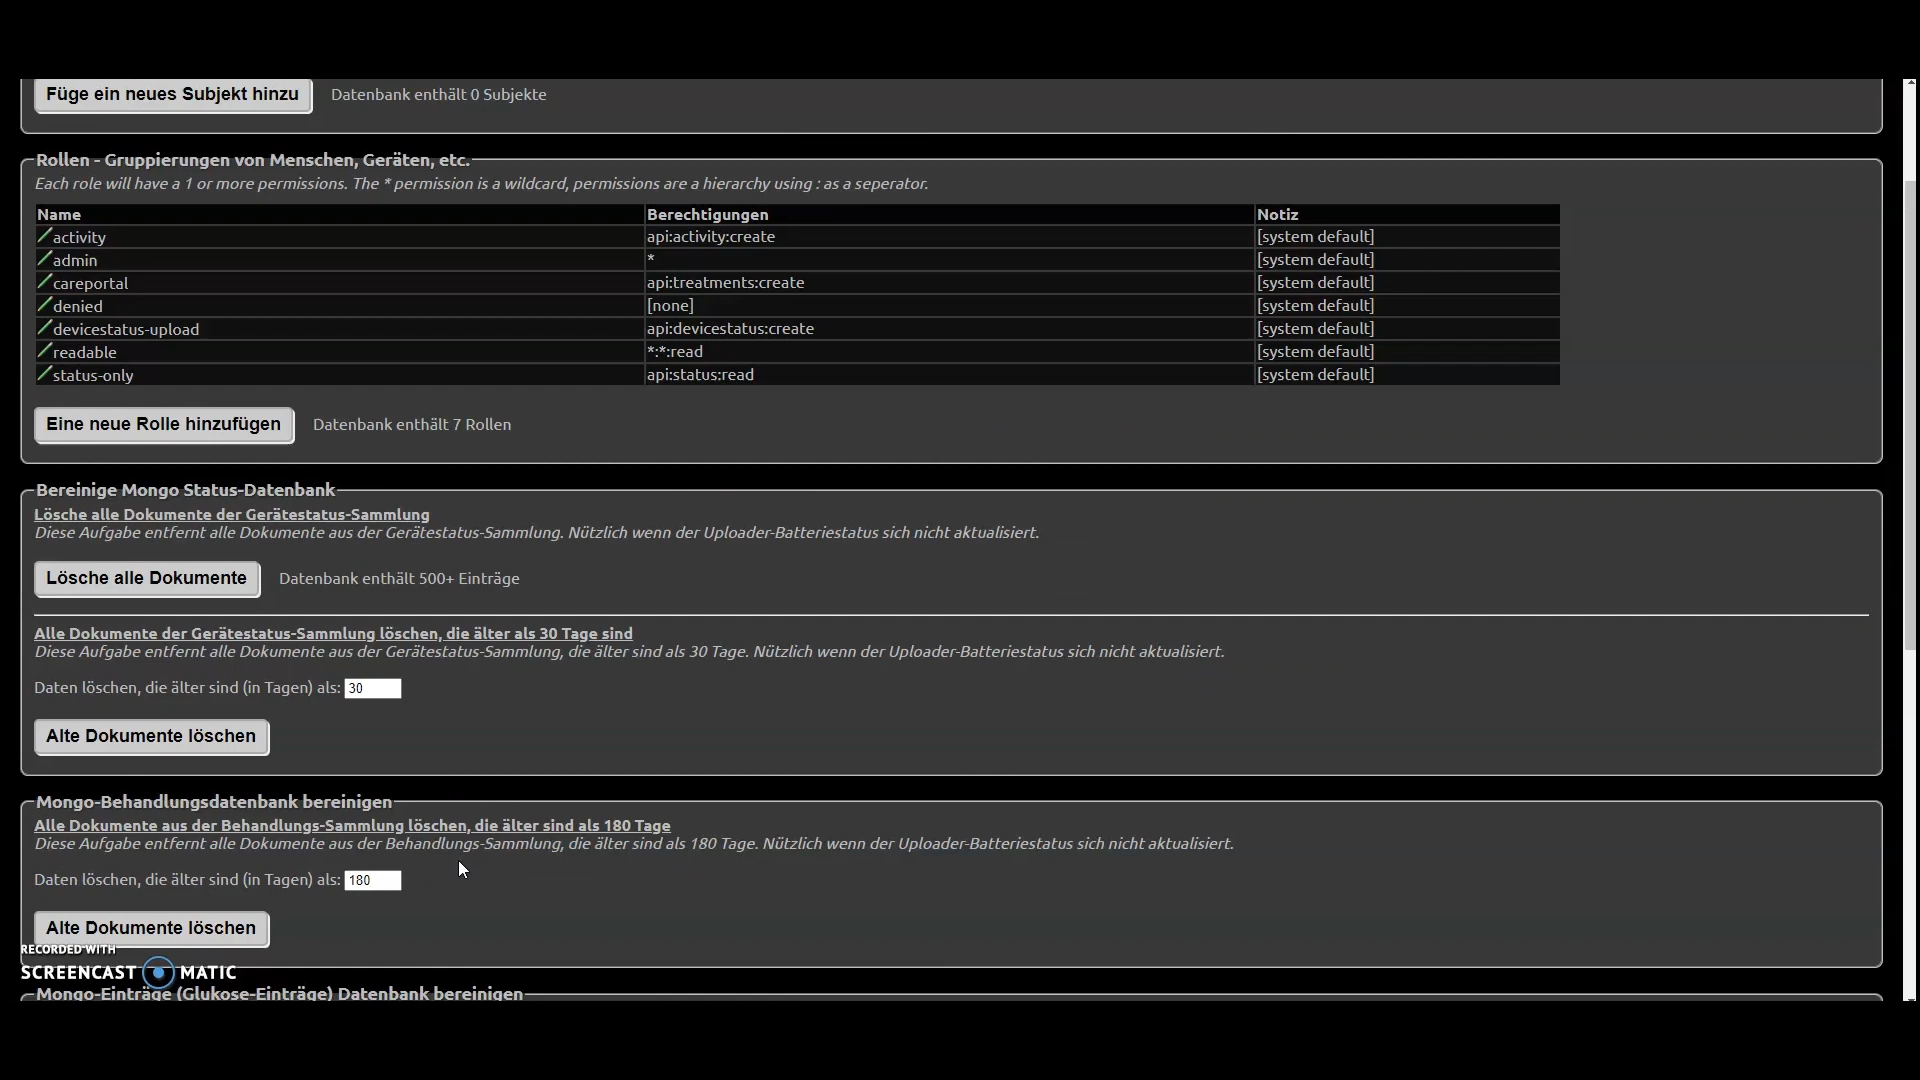 Füge ein neues Subjekt hinzu Datenbank enthält 0 Subjekte
Rollen - Gruppierungen von Menschen, Geräten, etc.
Each role will have a 1 or more permissions. The * permission is a wildcard, permissions are a hierarchy using : as a seperator.
Name Berechtigungen Notiz
activity api:activity:create [system default]
admin * [system default]
careportal api:treatments:create [system default]
denied [none] [system default]
devicestatus-upload api:devicestatus:create [system default]
readable *:*:read [system default]
status-only api:status:read [system default]
Eine neue Rolle hinzufügen Datenbank enthält 7 Rollen
Bereinige Mongo Status-Datenbank
Lösche alle Dokumente der Gerätestatus-Sammlung
Diese Aufgabe entfernt alle Dokumente aus der Gerätestatus-Sammlung. Nützlich wenn der Uploader-Batteriestatus sich nicht aktualisiert.
Lösche alle Dokumente Datenbank enthält 500+ Einträge
Alle Dokumente der Gerätestatus-Sammlung löschen, die älter als 30 Tage sind
Diese Aufgabe entfernt alle Dokumente aus der Gerätestatus-Sammlung, die älter sind als 30 Tage. Nützlich wenn der Uploader-Batteriestatus sich nicht aktualisiert.
Daten löschen, die älter sind (in Tagen) als: 30
Alte Dokumente löschen
Mongo-Behandlungsdatenbank bereinigen
Alle Dokumente aus der Behandlungs-Sammlung löschen, die älter sind als 180 Tage
Diese Aufgabe entfernt alle Dokumente aus der Behandlungs-Sammlung, die älter sind als 180 Tage. Nützlich wenn der Uploader-Batteriestatus sich nicht aktualisiert.
Daten löschen, die älter sind (in Tagen) als: 180
Alte Dokumente löschen
RECORDED WITH
SCREENCAST MATIC
Mongo-Einträge (Glukose-Einträge) Datenbank bereinigen